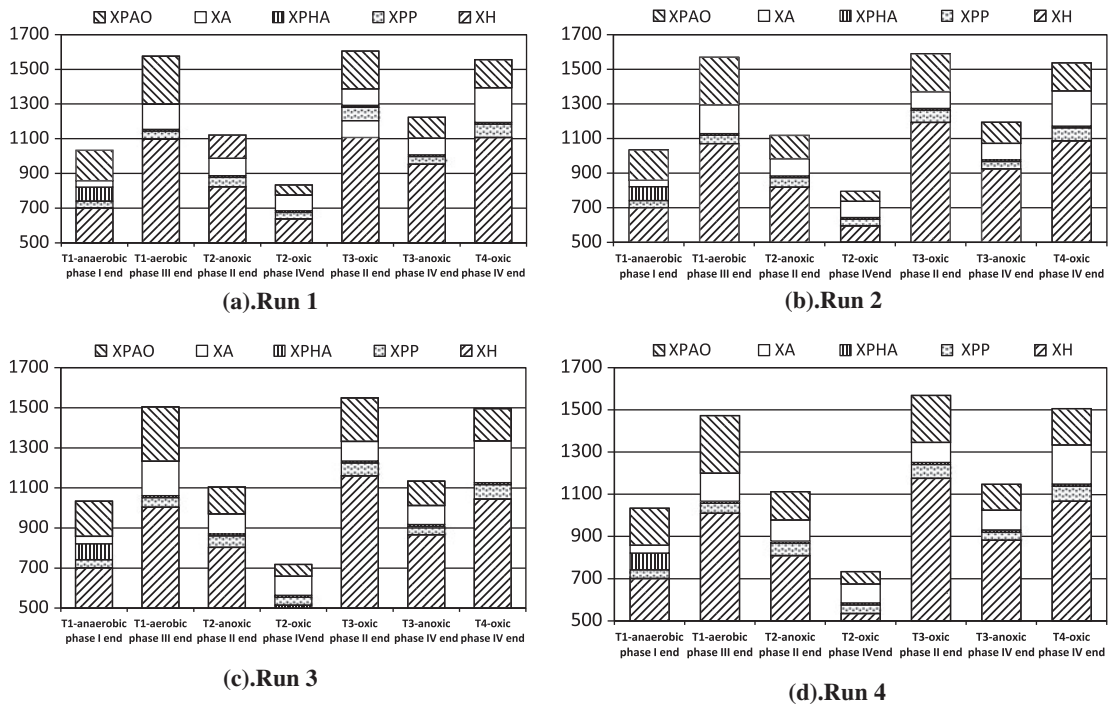 XPAO XA XPHA XPP XH
1700
1500
1300
1100
900
700
500
T1-anaerobic phase I end
T1-aerobic phase III end
T2-anoxic phase II end
T2-oxic phase IVend
T3-oxic phase II end
T3-anoxic phase IV end
T4-oxic phase IV end
(a).Run 1
XPAO XA XPHA XPP XH
1700
1500
1300
1100
900
700
500
T1-anaerobic phase I end
T1-aerobic phase III end
T2-anoxic phase II end
T2-oxic phase IVend
T3-oxic phase II end
T3-anoxic phase IV end
T4-oxic phase IV end
(b).Run 2
XPAO XA XPHA XPP XH
1700
1500
1300
1100
900
700
500
T1-anaerobic phase I end
T1-aerobic phase III end
T2-anoxic phase II end
T2-oxic phase IVend
T3-oxic phase II end
T3-anoxic phase IV end
T4-oxic phase IV end
(c).Run 3
XPAO XA XPHA XPP XH
1700
1500
1300
1100
900
700
500
T1-anaerobic phase I end
T1-aerobic phase III end
T2-anoxic phase II end
T2-oxic phase IVend
T3-oxic phase II end
T3-anoxic phase IV end
T4-oxic phase IV end
(d).Run 4